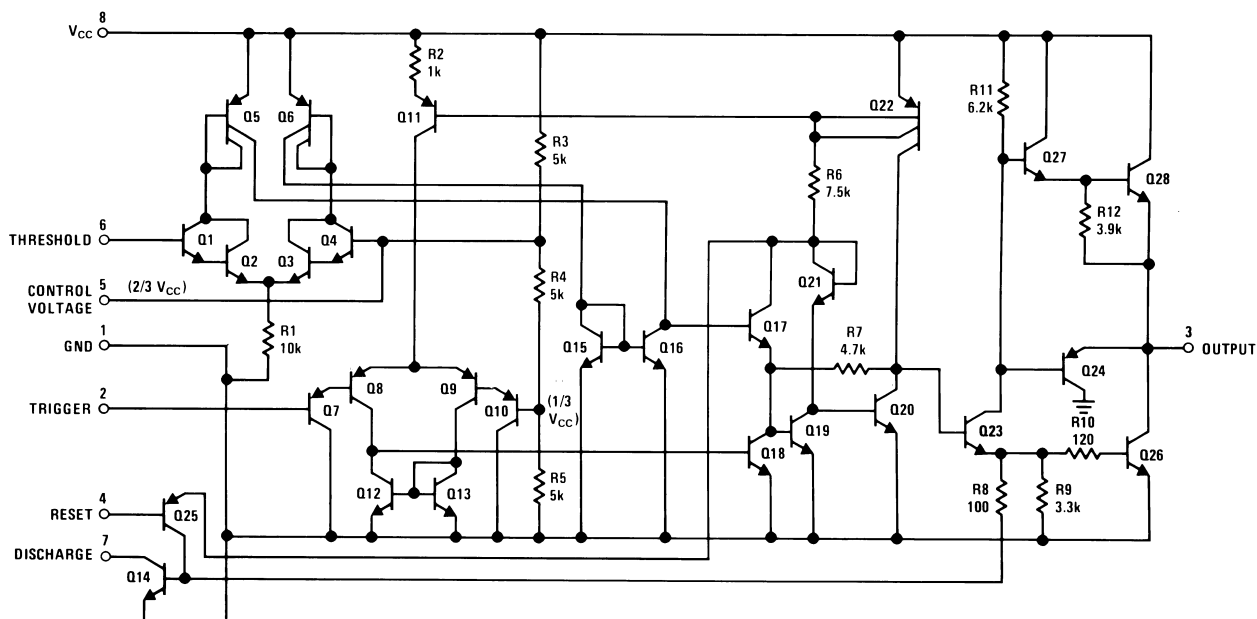 8
VCC
R2
1k
Q5
Q6
Q11
Q22
R11
6.2k
Q27
R3
5k
R6
7.5k
Q28
R12
3.9k
6
THRESHOLD
Q1
Q2
Q3
Q4
5
CONTROL
VOLTAGE
(2/3 VCC)
R4
5k
Q21
1
GND
R1
10k
Q15
Q16
Q17
R7
4.7k
3
OUTPUT
Q24
2
TRIGGER
Q7
Q8
Q9
Q10
(1/3
VCC)
Q18
Q19
Q20
Q23
R10
120
Q26
Q12
Q13
R5
5k
R8
100
R9
3.3k
4
RESET
Q25
7
DISCHARGE
Q14